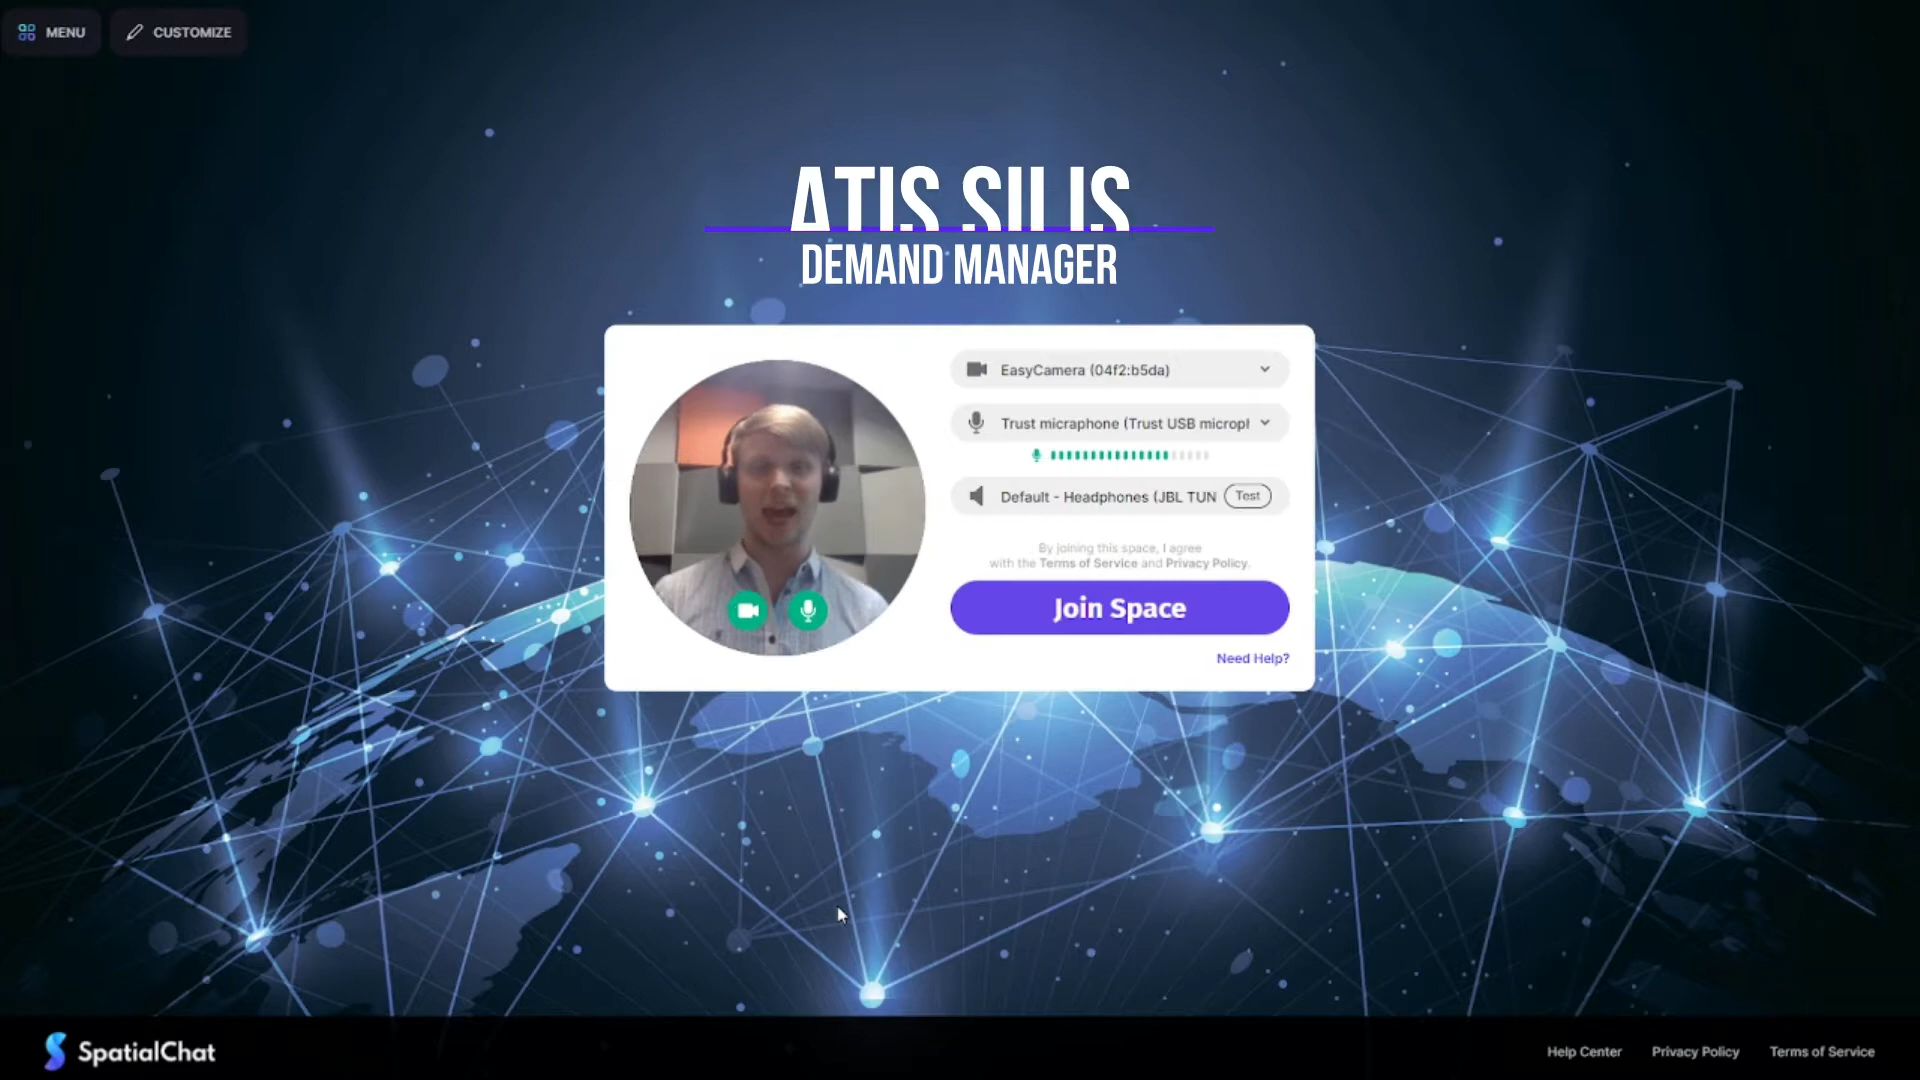 MENU
CUSTOMIZE
ATIS SILIS
DEMAND MANAGER
EasyCamera (04f2:b5da)
Trust micraphone (Trust USB microph
Default - Headphones (JBL TUN
Test
By joining this space, I agree
with the Terms of Service and Privacy Policy.
Join Space
Need Help?
SpatialChat
Help Center
Privacy Policy
Terms of Service